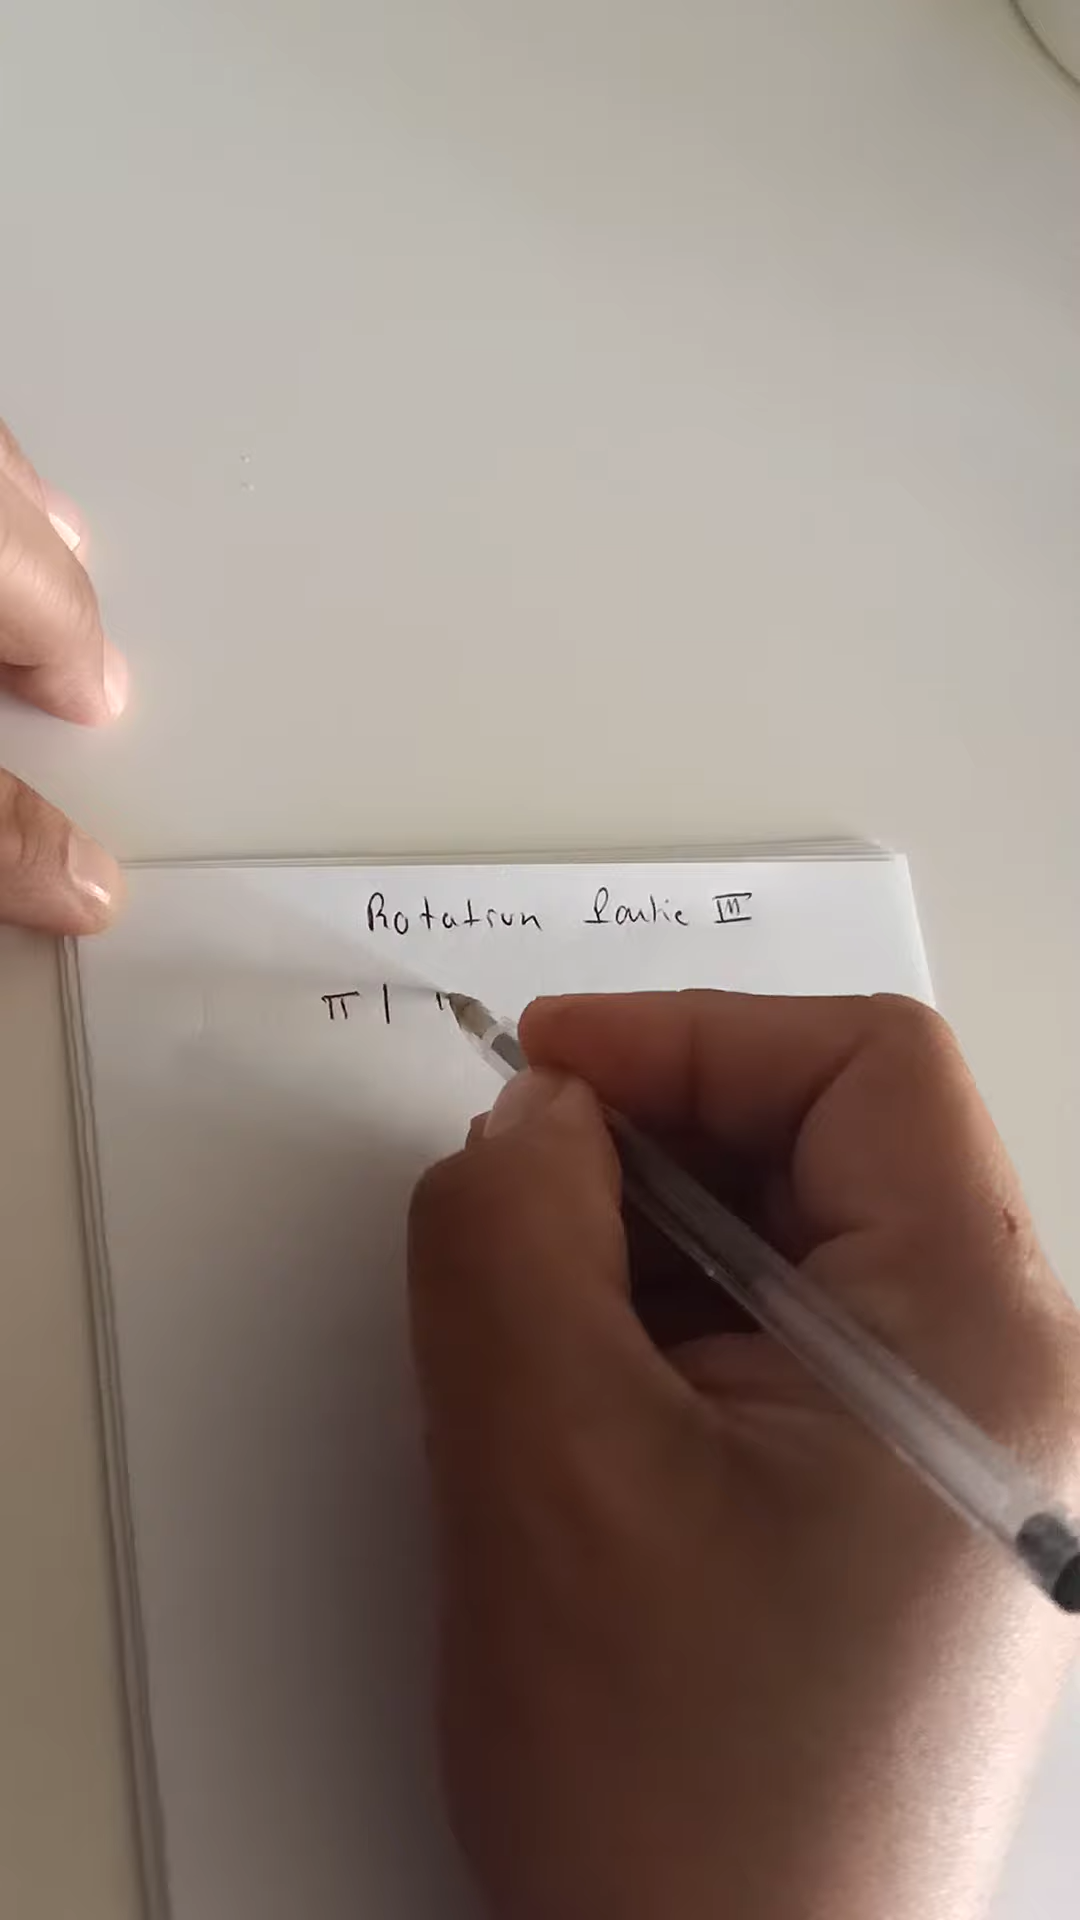 Rotation Partie III
π |